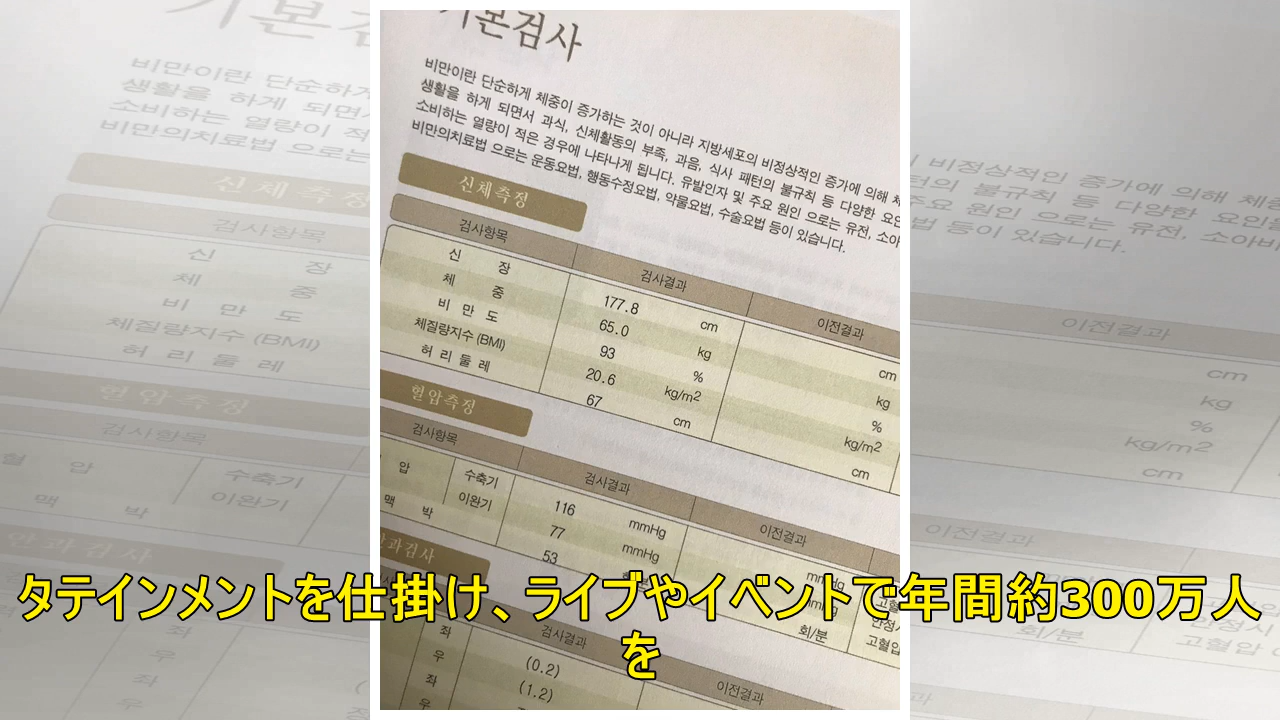 기본검사
비만이란 단순하게 체중이 증가하는 것이 아니라 지방세포의 비정상적인 증가에 의해 체
생활을 하게 되면서 과식, 신체활동의 부족, 과음, 식사 패턴의 불규칙 등 다양한 요인
소비하는 열량이 적은 경우에 나타나게 됩니다. 유발인자 및 주요 원인 으로는 유전, 소아
비만의치료법 으로는 운동요법, 행동수정요법, 약물요법, 수술요법 등이 있습니다.
신체측정
검사항목 검사결과 이전결과
신 장 177.8 cm cm
체 중 65.0 kg kg
비 만 도 93 % %
체질량지수 (BMI) 20.6 kg/m2 kg/m2
허 리 둘 레 67 cm cm
혈압측정
검사항목 검사결과 이전결과
압 수축기 116 mmHg mmHg
이완기 77 mmHg mmHg
맥 박 53 회/분 회/분
안과검사
검사결과 이전결과
좌 (0.2)
우 (1.2)
좌
우
タテインメントを仕掛け、ライブやイベントで年間約300万人
を